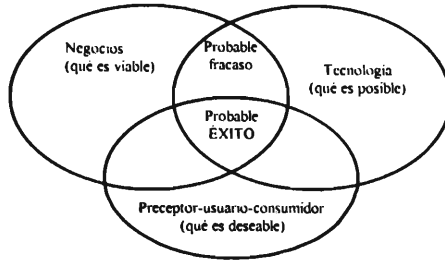 Negocios
(qué es viable)
Probable
fracaso
Tecnología
(qué es posible)
Probable
ÉXITO
Preceptor-usuario-consumidor
(qué es deseable)